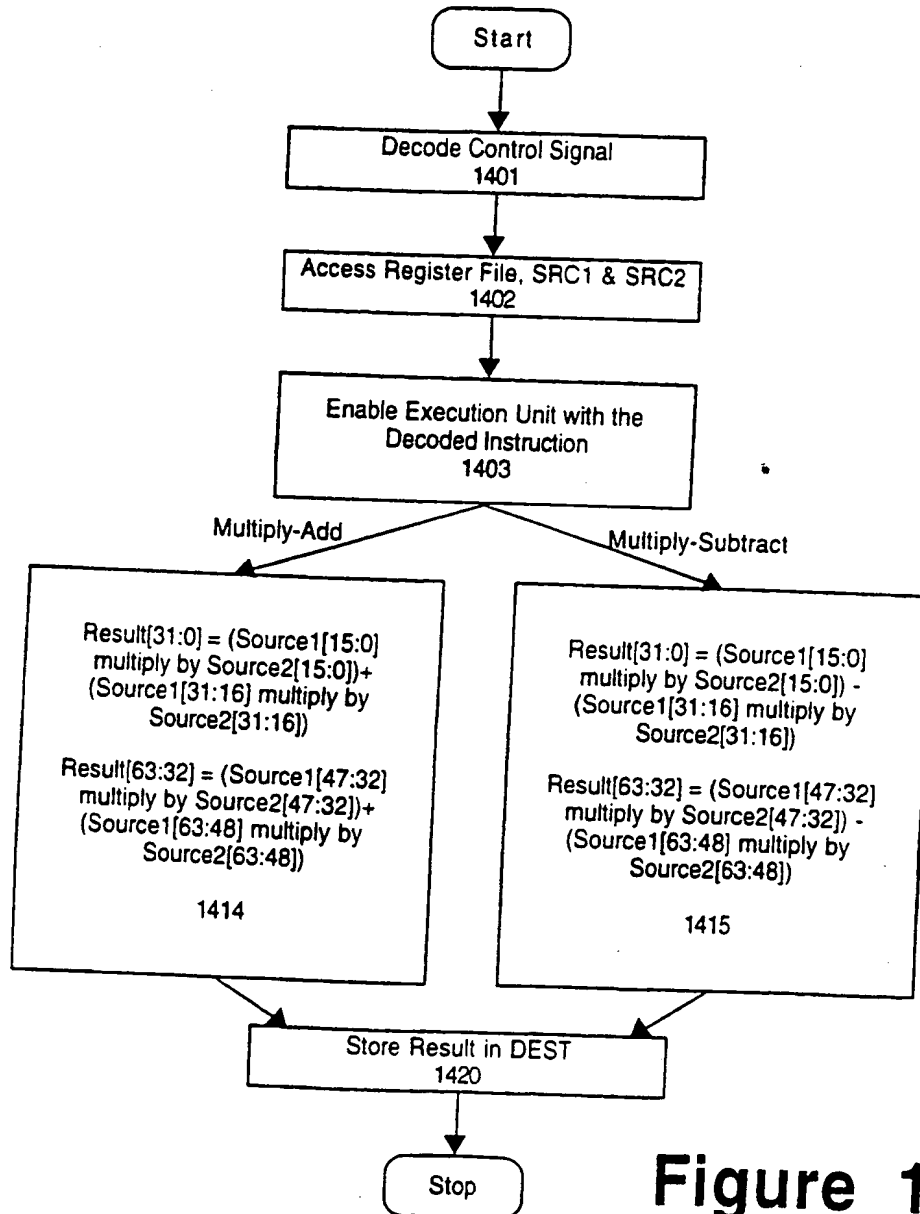 Start
Decode Control Signal
1401
Access Register File, SRC1 & SRC2
1402
Enable Execution Unit with the
Decoded Instruction
1403
Multiply-Add
Multiply-Subtract
Result[31:0] = (Source1[15:0]
multiply by Source2[15:0])+
(Source1[31:16] multiply by
Source2[31:16])
Result[63:32] = (Source1[47:32]
multiply by Source2[47:32])+
(Source1[63:48] multiply by
Source2[63:48])
1414
Result[31:0] = (Source1[15:0]
multiply by Source2[15:0]) -
(Source1[31:16] multiply by
Source2[31:16])
Result[63:32] = (Source1[47:32]
multiply by Source2[47:32]) -
(Source1[63:48] multiply by
Source2[63:48])
1415
Store Result in DEST
1420
Stop
Figure 1